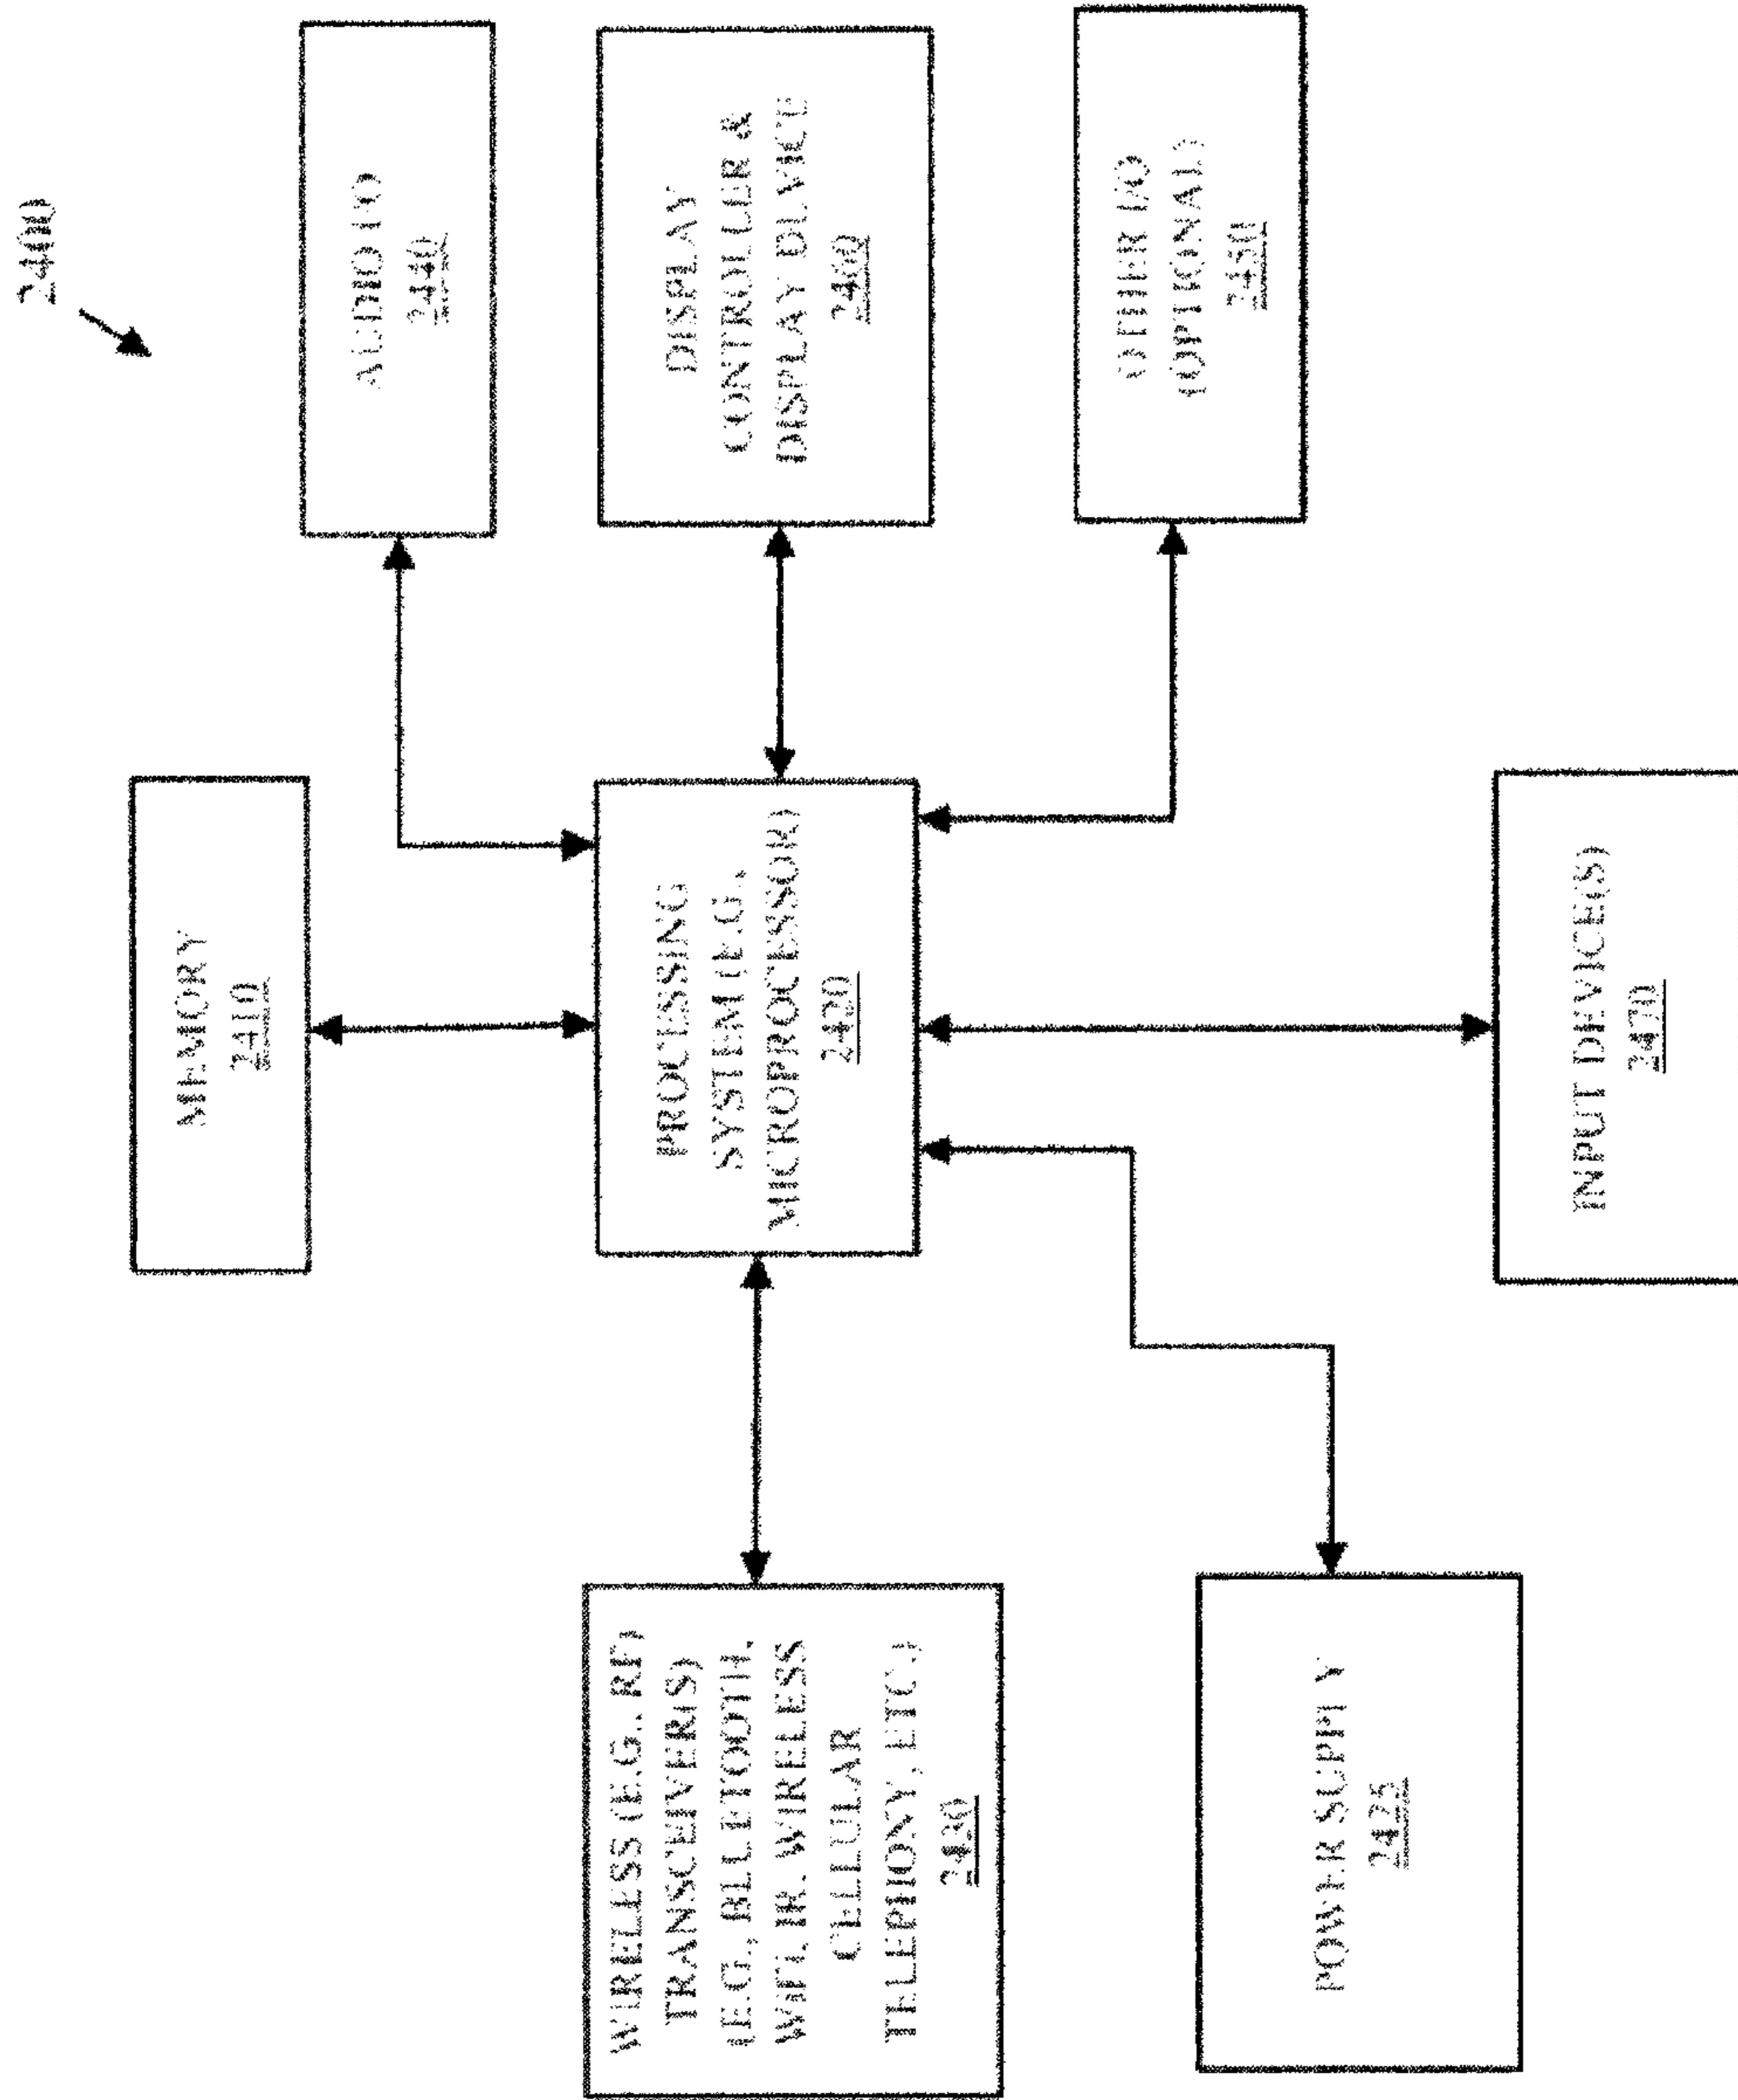 2400
MEMORY
2410
AUDIO I/O
2440
PROCESSING
SYSTEM (E.G.,
MICROPROCESSOR)
2420
DISPLAY
CONTROLLER &
DISPLAY DEVICE
2460
WIRELESS (E.G., RF)
TRANSCEIVER(S)
(E.G., BLUETOOTH,
WIFI, IR, WIRELESS
CELLULAR
TELEPHONY, ETC.)
2430
OTHER I/O
(OPTIONAL)
2450
POWER SUPPLY
2425
INPUT DEVICE(S)
2470